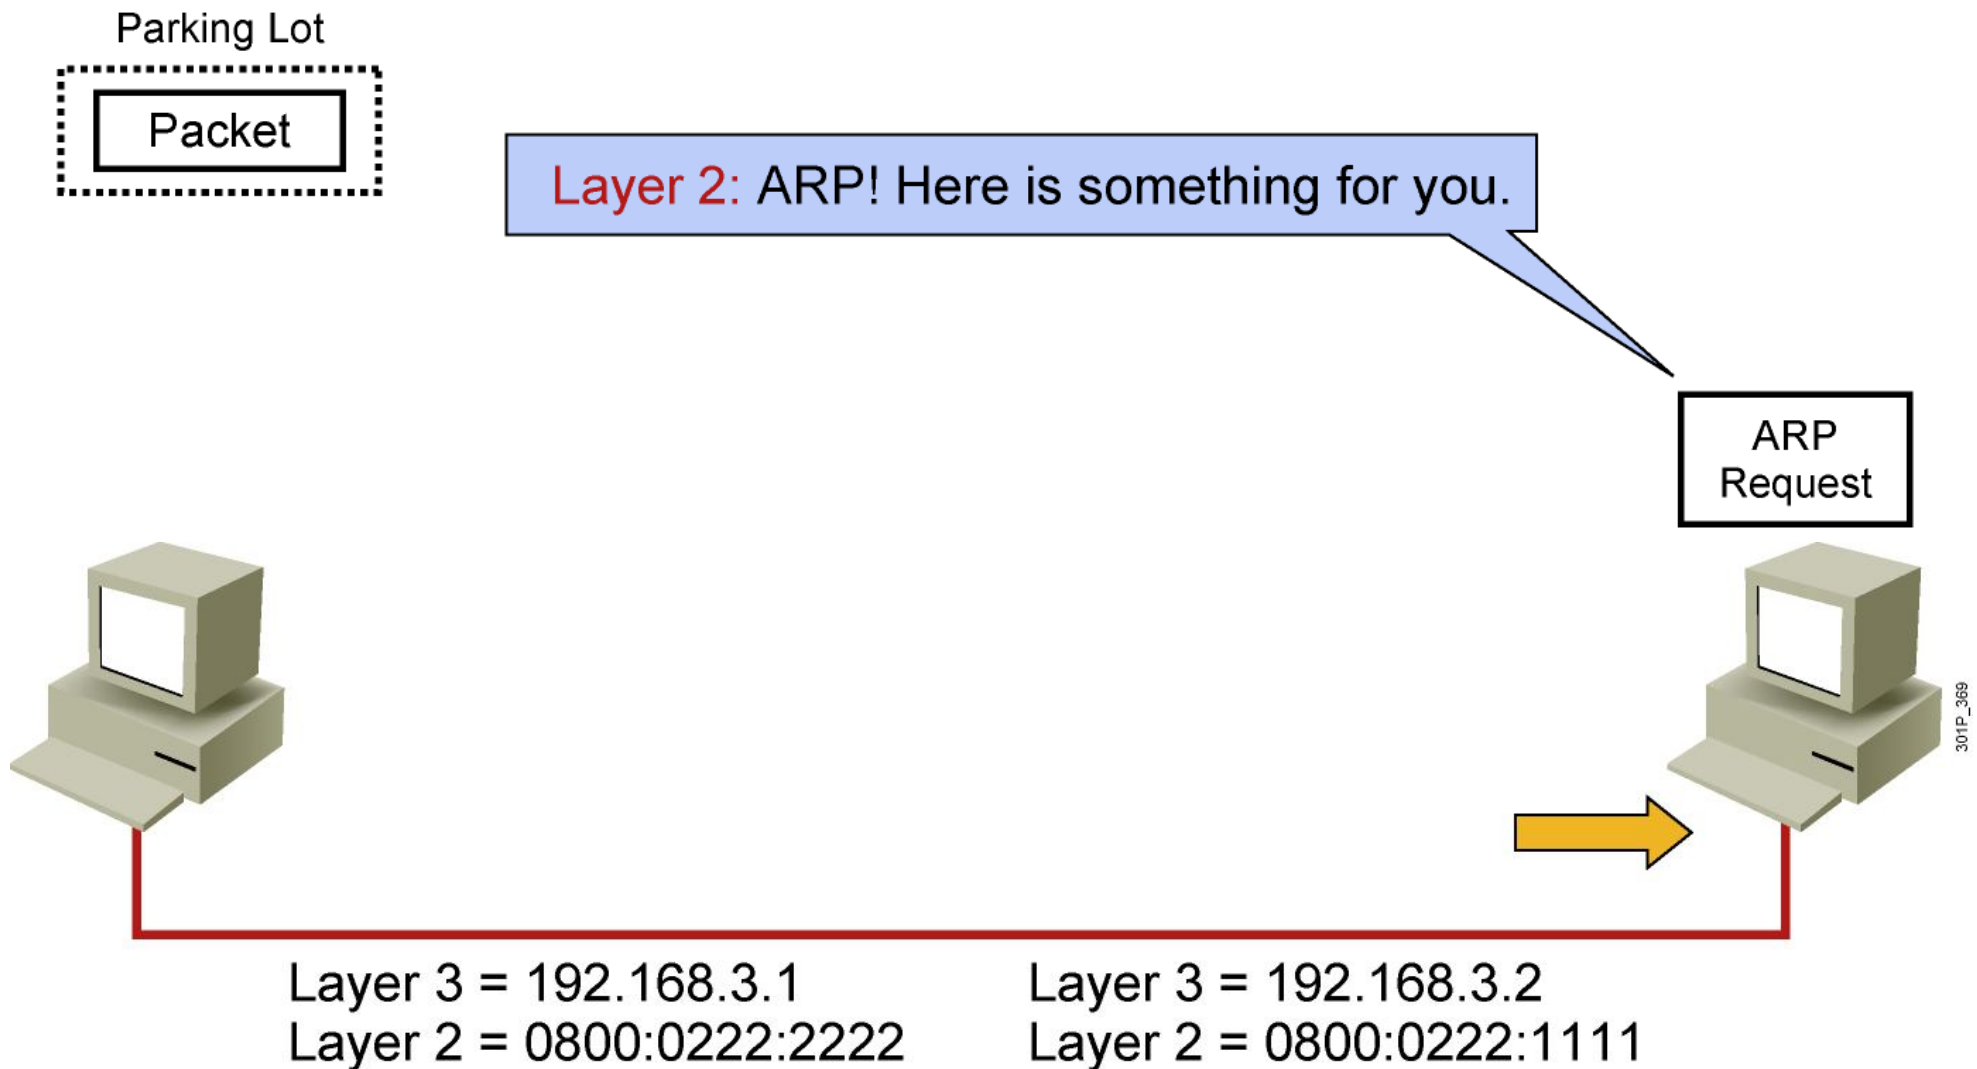 Parking Lot
Packet
Layer 2: ARP! Here is something for you.
ARP
Request
301P_369
Layer 3 = 192.168.3.1
Layer 2 = 0800:0222:2222
Layer 3 = 192.168.3.2
Layer 2 = 0800:0222:1111